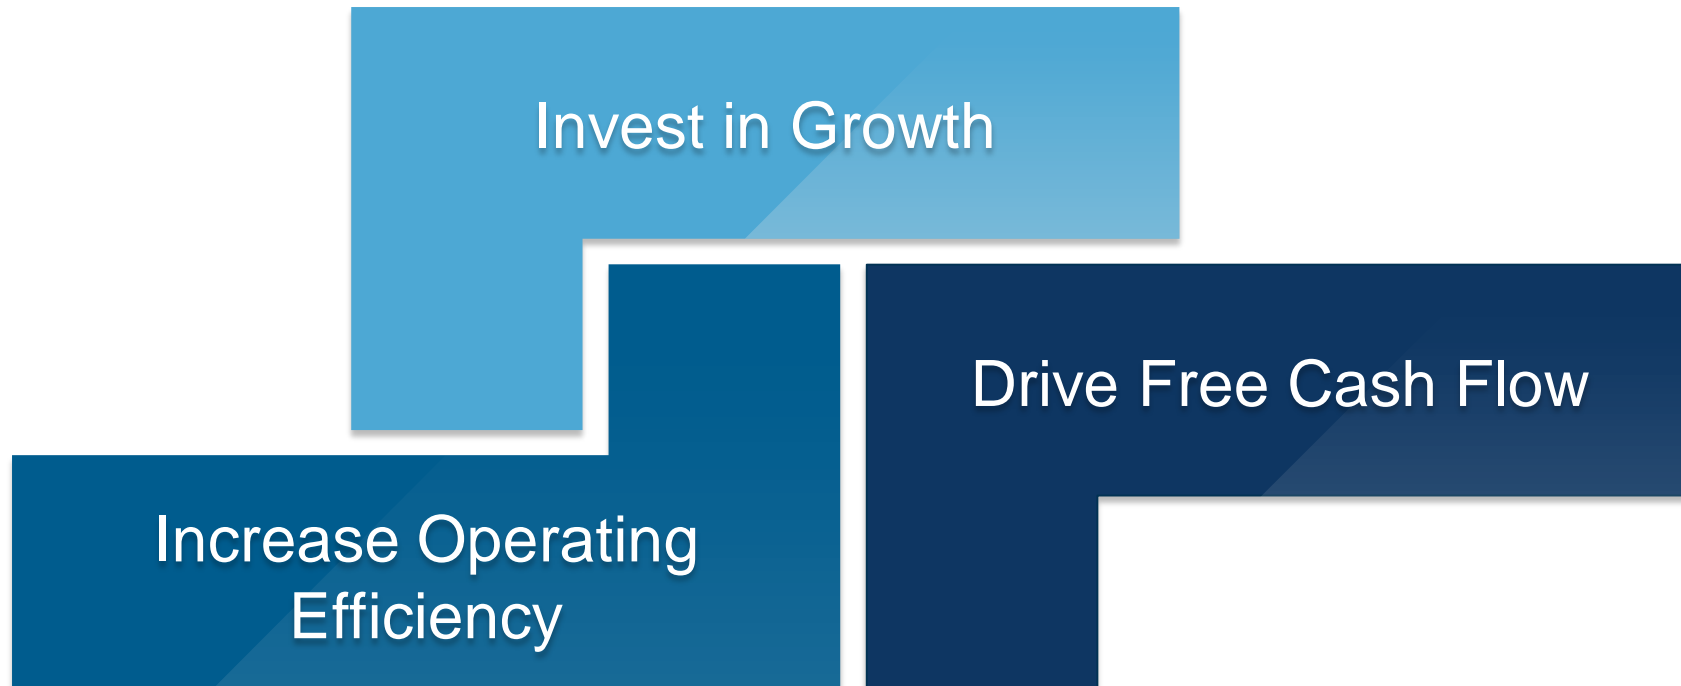 Invest in Growth
Drive Free Cash Flow
Increase Operating
Efficiency